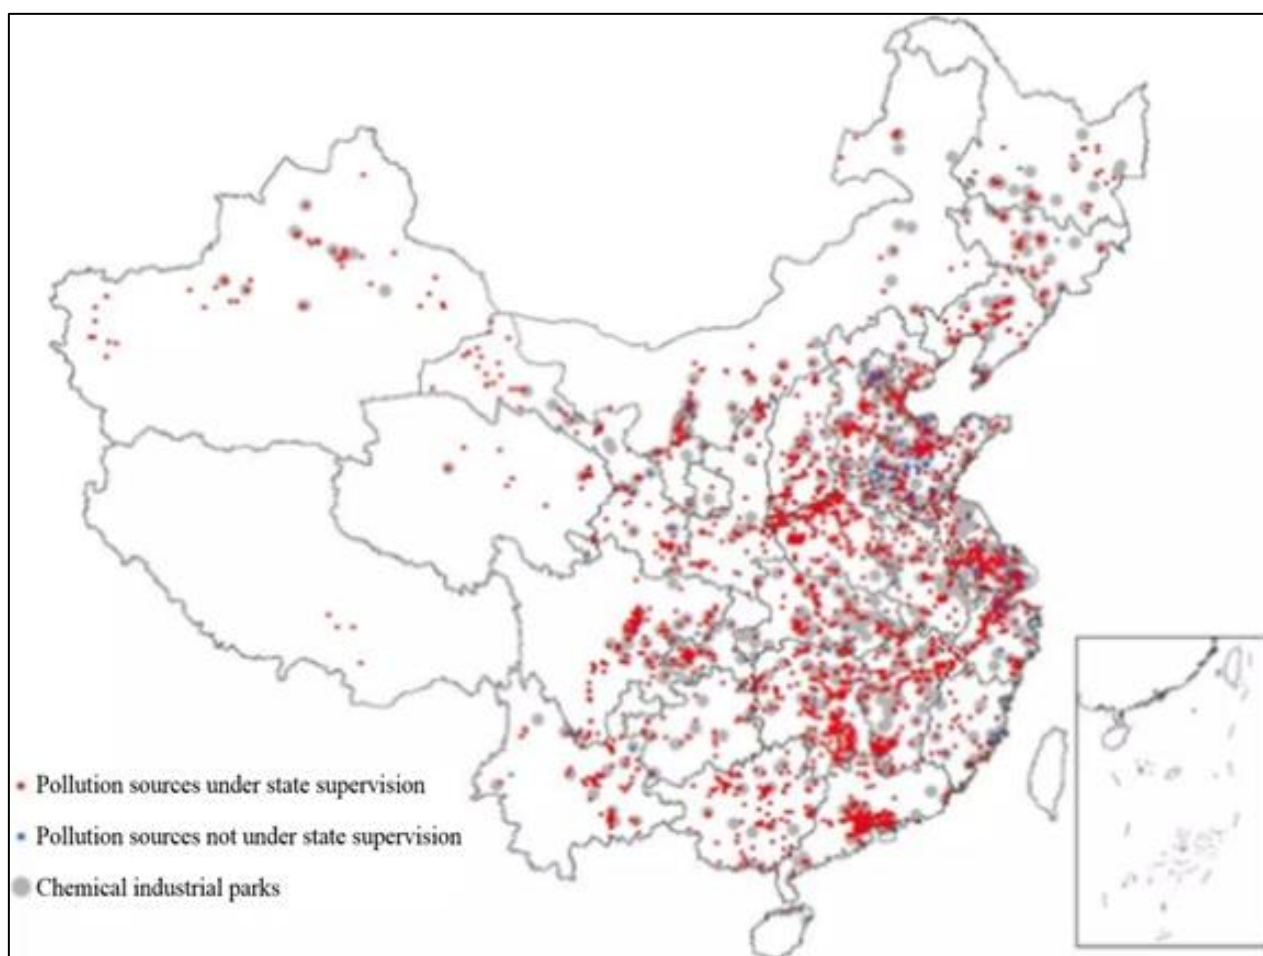 Pollution sources under state supervision
Pollution sources not under state supervision
Chemical industrial parks